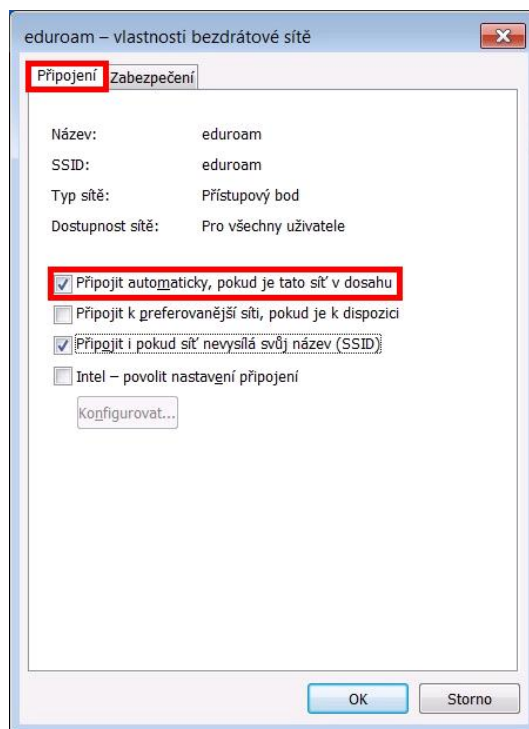 eduroam – vlastnosti bezdrátové sítě
Připojení Zabezpečení
Název: eduroam
SSID: eduroam
Typ sítě: Přístupový bod
Dostupnost sítě: Pro všechny uživatele
Připojit automaticky, pokud je tato síť v dosahu
Připojit k preferovanější síti, pokud je k dispozici
Připojit i pokud síť nevysílá svůj název (SSID)
Intel – povolit nastavení připojení
Konfigurovat...
OK Storno